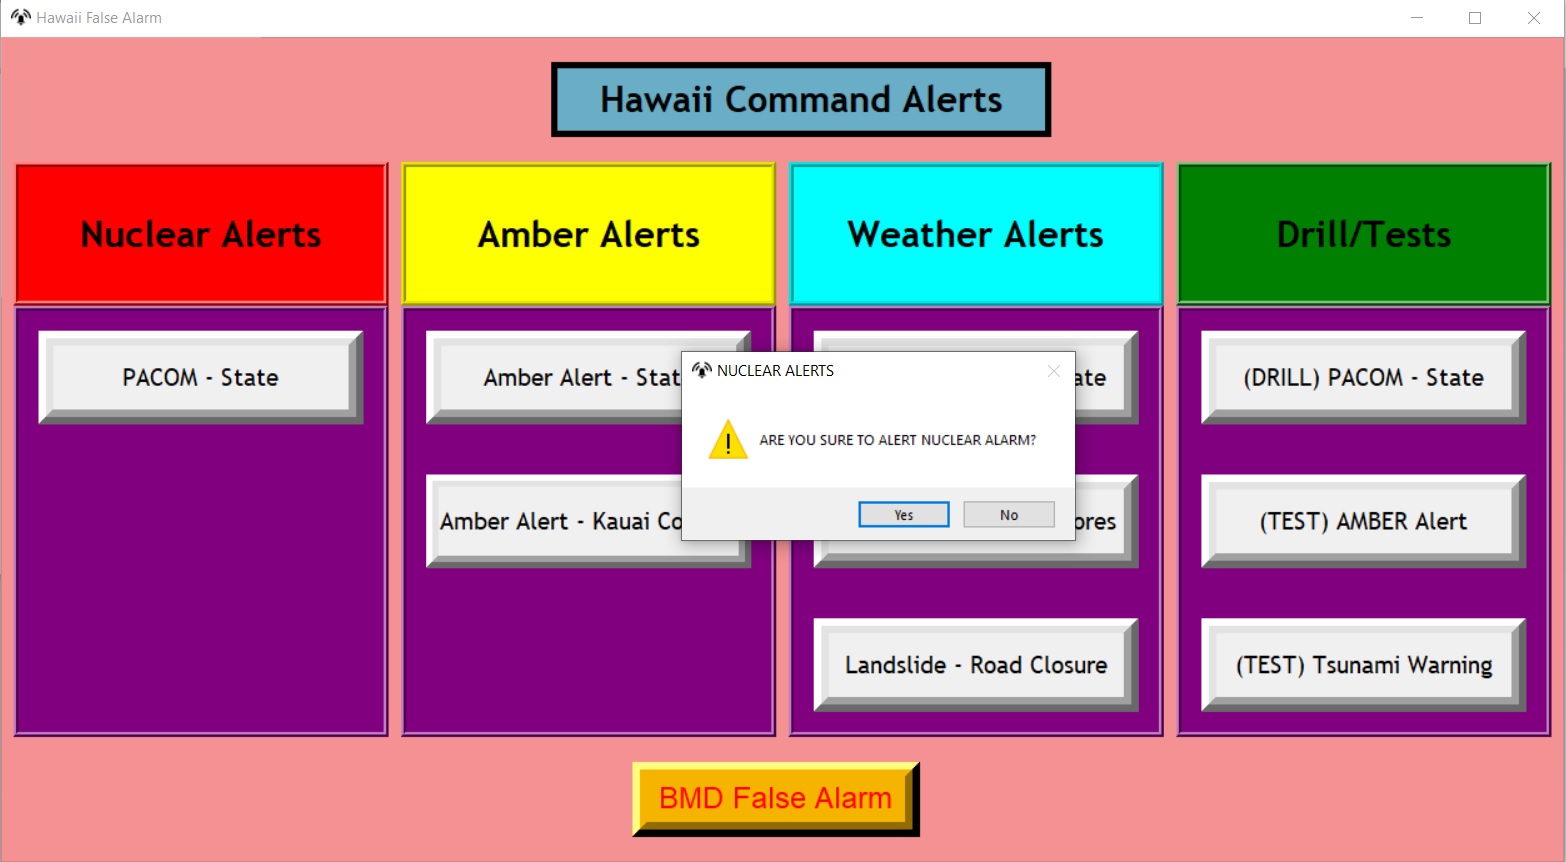 Hawaii False Alarm
Hawaii Command Alerts
Nuclear Alerts
Amber Alerts
Weather Alerts
Drill/Tests
PACOM - State
Amber Alert - Stat
ate
(DRILL) PACOM - State
NUCLEAR ALERTS
ARE YOU SURE TO ALERT NUCLEAR ALARM?
Yes
No
Amber Alert - Kauai Co
ores
(TEST) AMBER Alert
Landslide - Road Closure
(TEST) Tsunami Warning
BMD False Alarm